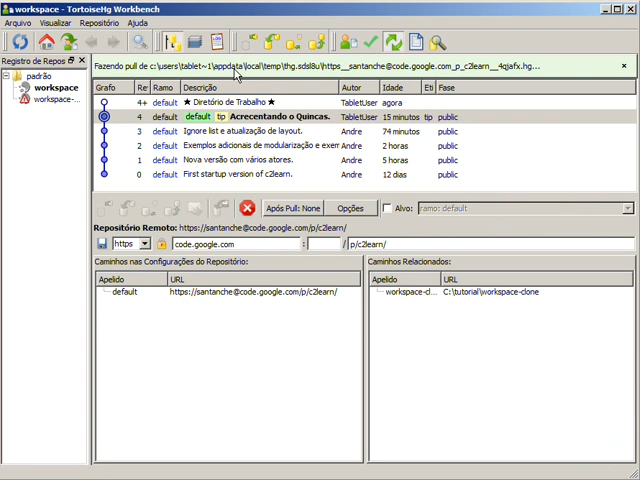 workspace - TortoiseHg Workbench
Arquivo Visualizar Repositório Ajuda
LOG
Registro de Repos
Fazendo pull de c:\users\tablet~1\appdata\local\temp\thg.sdsl8u\https__santanche@code.google.com_p_c2learn__4qjafx.hg...
padrão
workspace
workspace-...
Grafo Re Ramo Descrição Autor Tablet Idade Eti Fase
4+ default ★ Diretório de Trabalho ★ TabletUser agora
4 default default tip Acrecentando o Quincas. TabletUser 15 minutos tip public
3 default Ignore list e atualização de layout. Andre 74 minutos public
2 default Exemplos adicionais de modularização e exem Andre 2 horas public
1 default Nova versão com vários atores. Andre 5 horas public
0 default First startup version of c2learn. Andre 12 dias public
Após Pull: None Opções Alvo: ramo: default
Repositório Remoto: https://santanche@code.google.com/p/c2learn/
https code.google.com : / p/c2learn/
Caminhos nas Configurações do Repositório: Caminhos Relacionados:
Apelido URL Apelido URL
default https://santanche@code.google.com/p/c2learn/ workspace-cl... C:\tutorial\workspace-clone